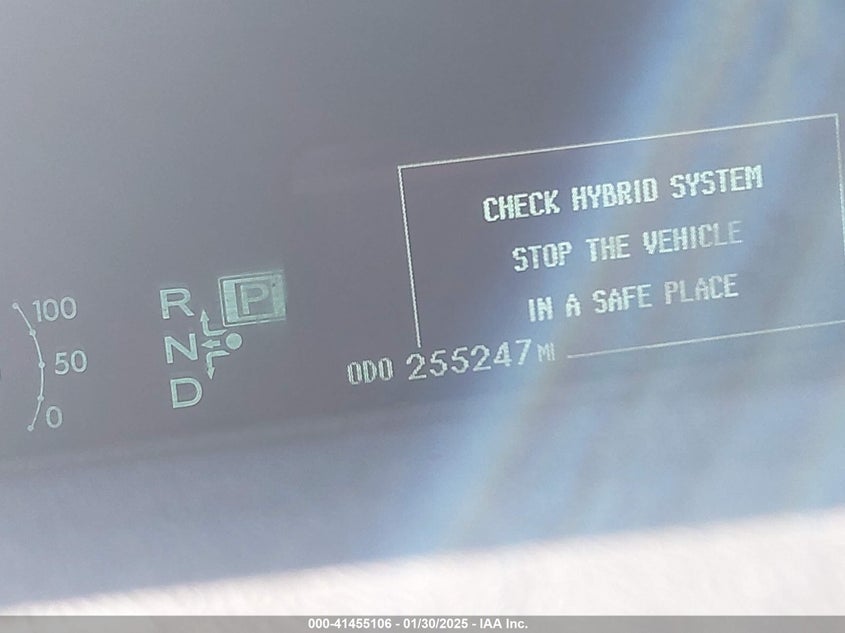 CHECK HYBRID SYSTEM
STOP THE VEHICLE
IN A SAFE PLACE
ODO 255247 MI
100
50
0
R P
N
D
000-41455106 - 01/30/2025 - IAA Inc.